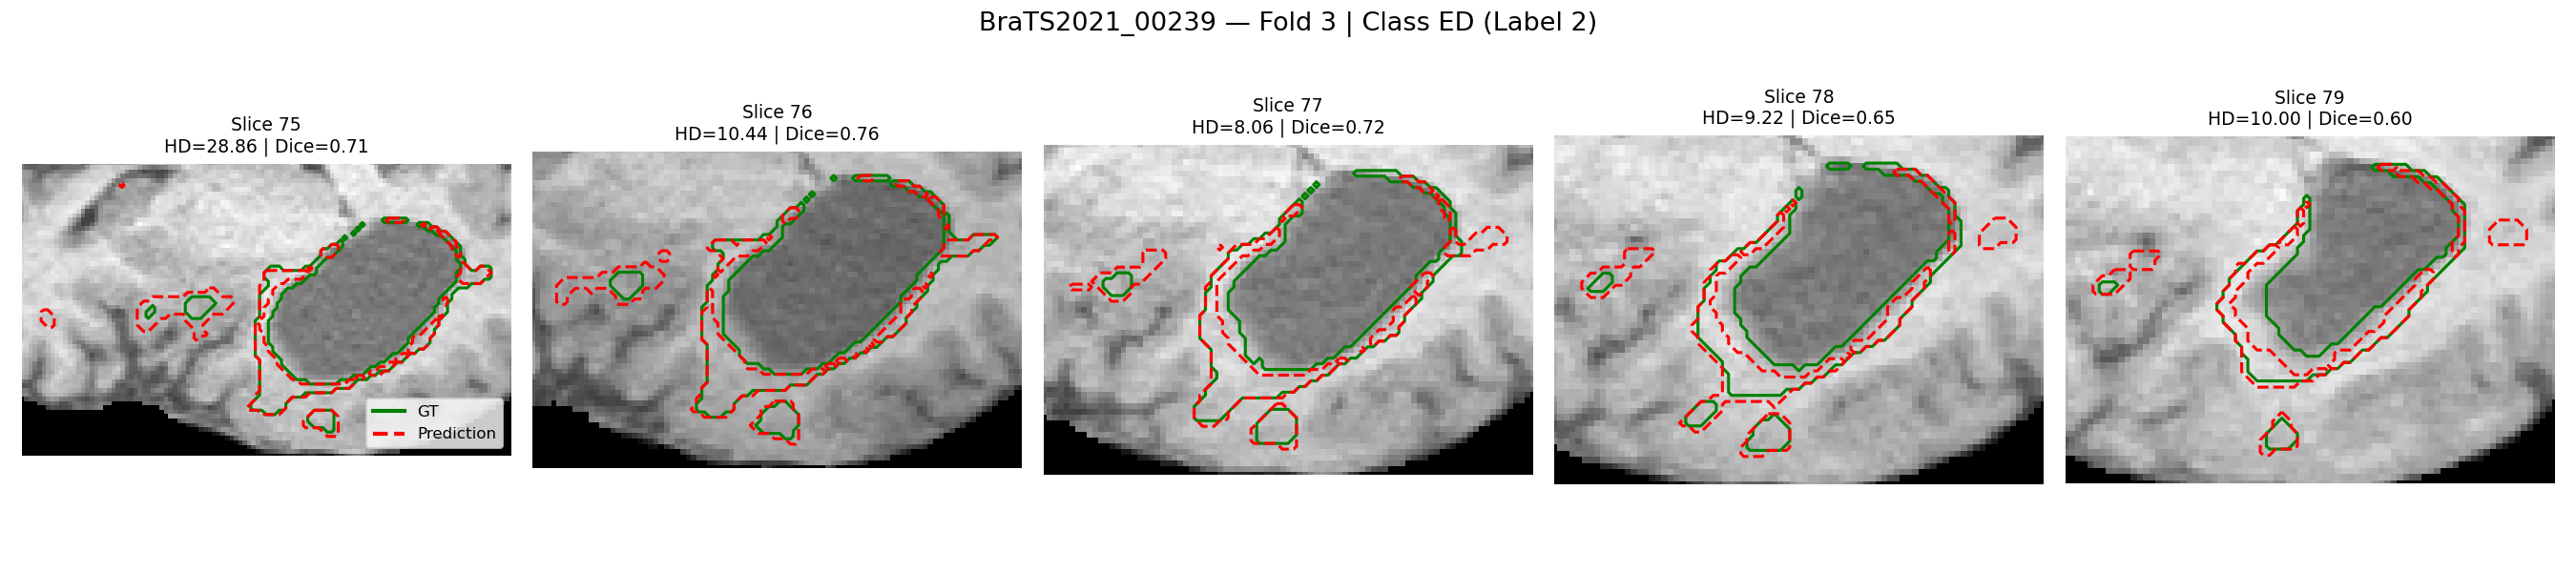 BraTS2021_00239 — Fold 3 | Class ED (Label 2)
Slice 75
HD=28.86 | Dice=0.71
Slice 76
HD=10.44 | Dice=0.76
Slice 77
HD=8.06 | Dice=0.72
Slice 78
HD=9.22 | Dice=0.65
Slice 79
HD=10.00 | Dice=0.60
GT
Prediction